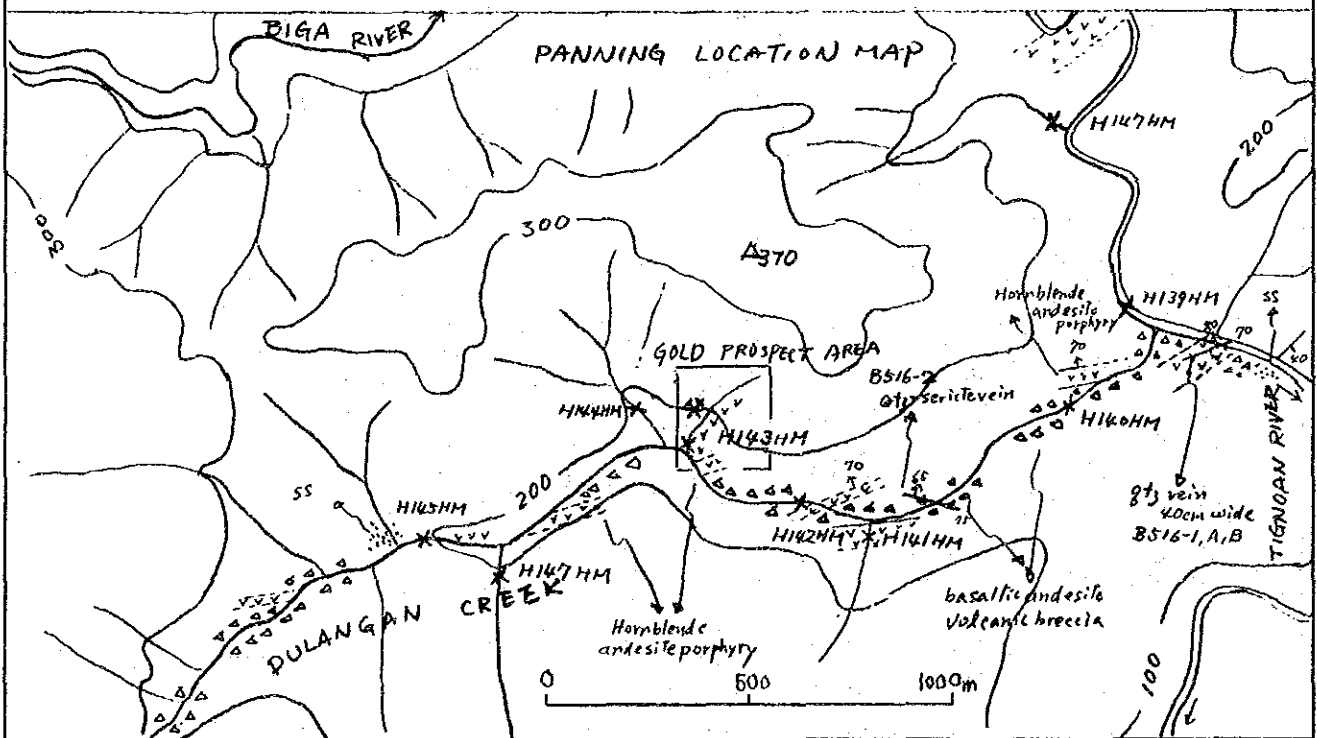 BIGA RIVER
PANNING LOCATION MAP
H147HM
200
300
300
370
Hornblende
andesite
porphyry
H139HM
SS
70
70
40
GOLD PROSPECT AREA
B516-2
qtz sericite vein
H144HM
H143HM
H140HM
TIGNOAN RIVER
70
65
qtz vein
40cm wide
B516-1, A, B
SS
H145HM
200
H142HM
H141HM
H147HM
DULANGAN CREEK
basaltic andesite
volcanic breccia
Hornblende
andesite porphyry
100
0 500 1000m